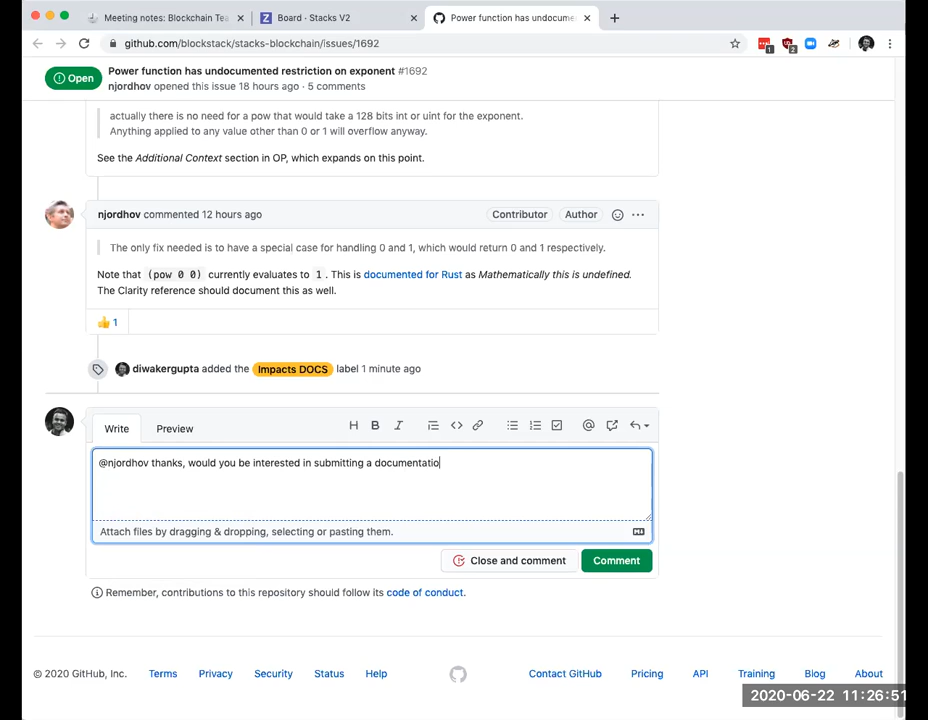 Meeting notes: Blockchain Tea
Board · Stacks V2
Power function has undocume
github.com/blockstack/stacks-blockchain/issues/1692
Open
Power function has undocumented restriction on exponent #1692
njordhov opened this issue 18 hours ago · 5 comments
actually there is no need for a pow that would take a 128 bits int or uint for the exponent.
Anything applied to any value other than 0 or 1 will overflow anyway.
See the Additional Context section in OP, which expands on this point.
njordhov commented 12 hours ago
Contributor
Author
The only fix needed is to have a special case for handling 0 and 1, which would return 0 and 1 respectively.
Note that (pow 0 0) currently evaluates to 1. This is documented for Rust as Mathematically this is undefined.
The Clarity reference should document this as well.
👍 1
diwakergupta added the Impacts DOCS label 1 minute ago
Write
Preview
@njordhov thanks, would you be interested in submitting a documentatio
Attach files by dragging & dropping, selecting or pasting them.
Close and comment
Comment
Remember, contributions to this repository should follow its code of conduct.
© 2020 GitHub, Inc.
Terms
Privacy
Security
Status
Help
Contact GitHub
Pricing
API
Training
Blog
About
2020-06-22 11:26:51